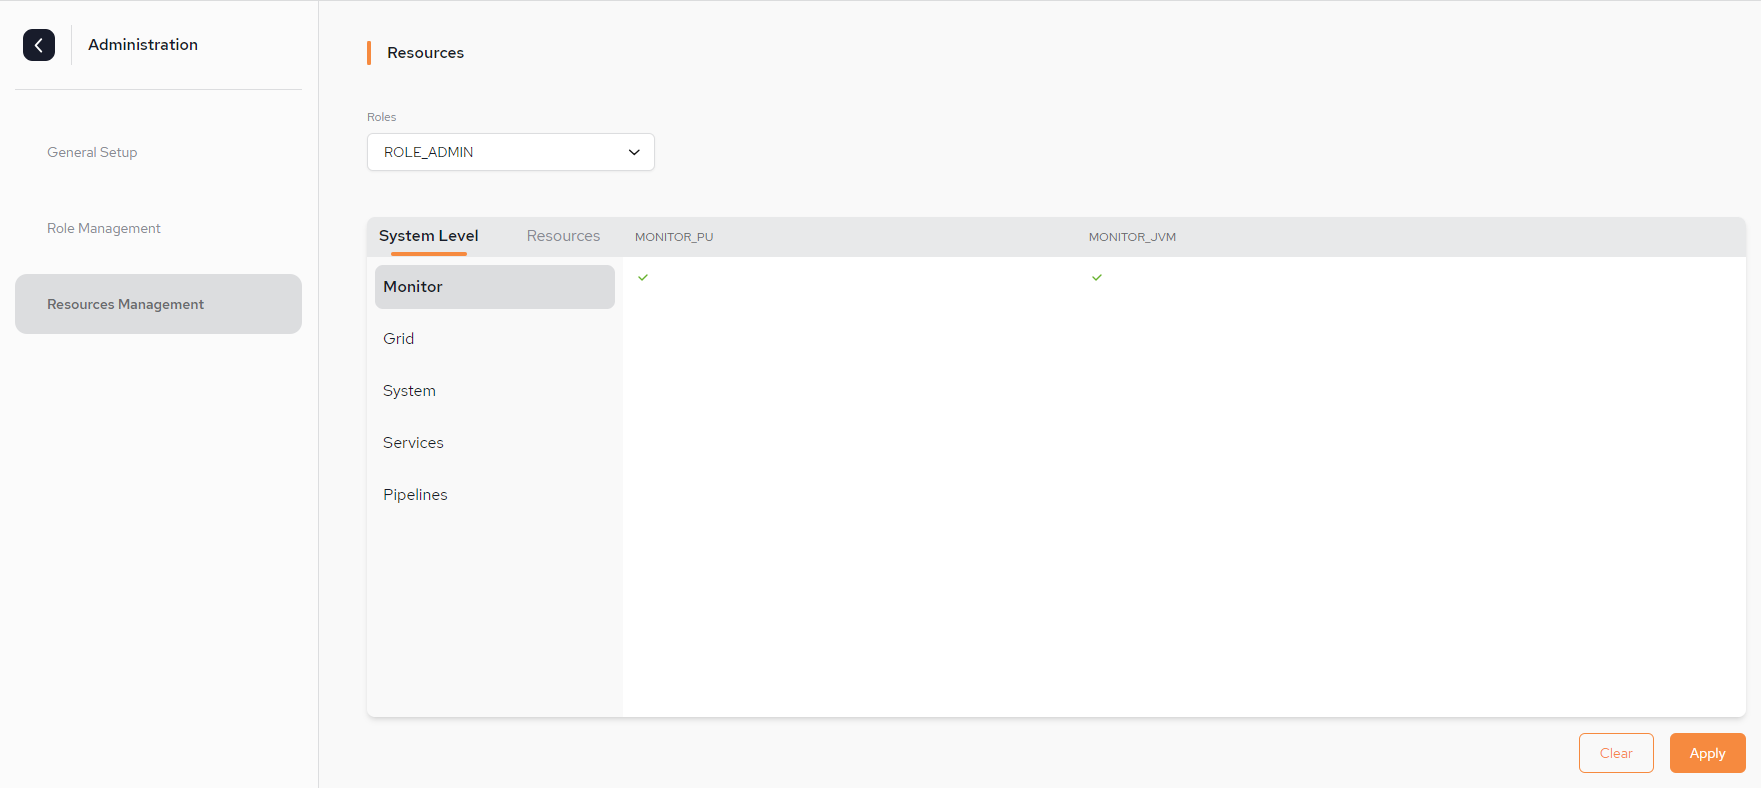 Administration
General Setup
Role Management
Resources Management
Resources
Roles
ROLE_ADMIN
System Level
Resources
MONITOR_PU
MONITOR_JVM
Monitor
Grid
System
Services
Pipelines
Clear
Apply